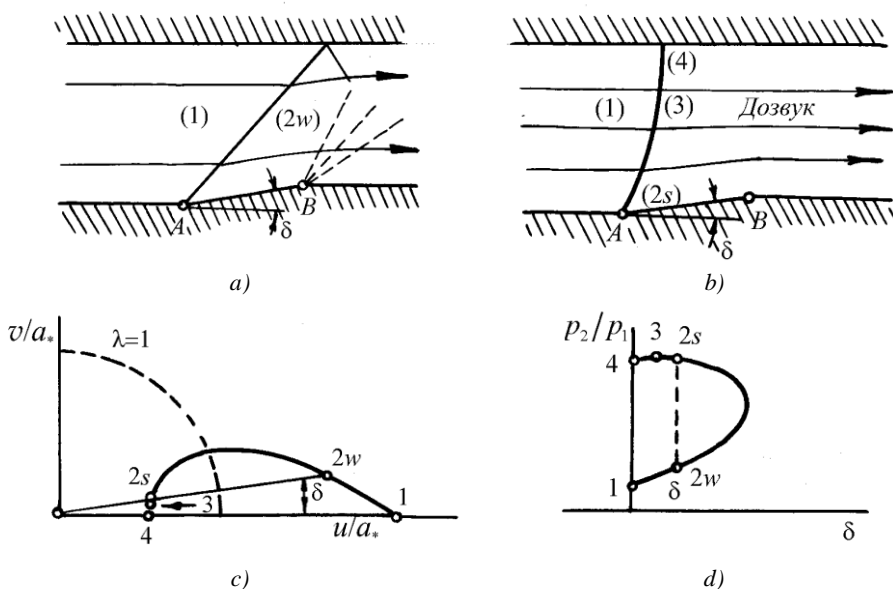 (1)
(2w)
A
B
δ
a)
(4)
(1)
(3)
Дозвук
(2s)
A
B
δ
b)
v/a*
λ=1
2s
2w
3
δ
1
4
u/a*
c)
p₂/p₁
3
2s
4
1
δ
2w
δ
d)